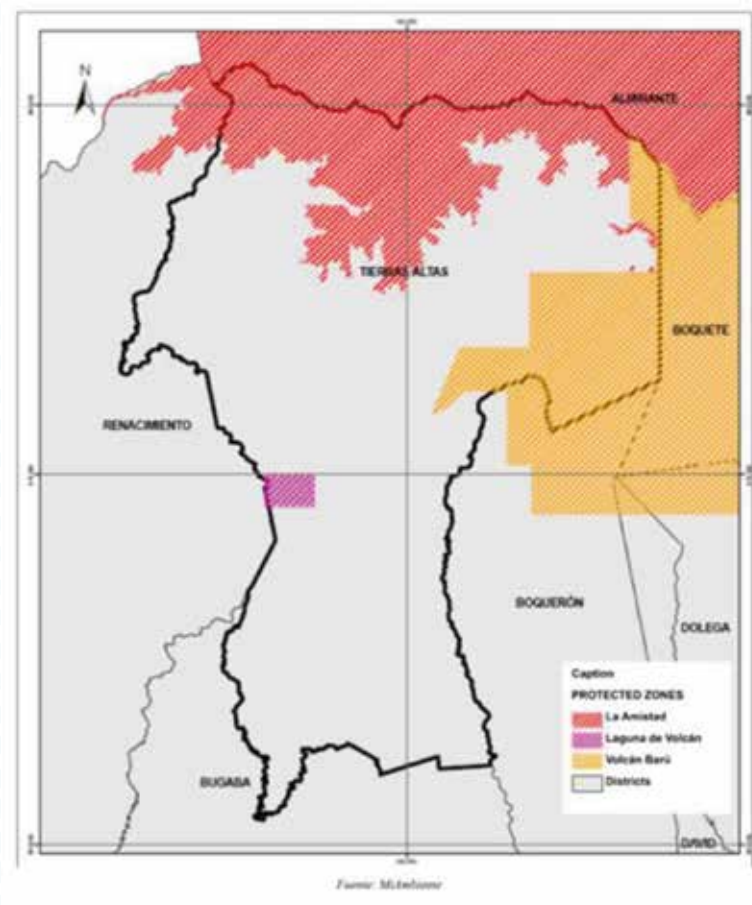 N
ALMIRANTE
TIERRAS ALTAS
BOQUETE
RENACIMIENTO
BOQUERÓN
DOLEGA
Caption
PROTECTED ZONES
La Amistad
Laguna de Volcán
Volcán Barú
Districts
BUGABA
DAVID
Fuente: MiAmbiente